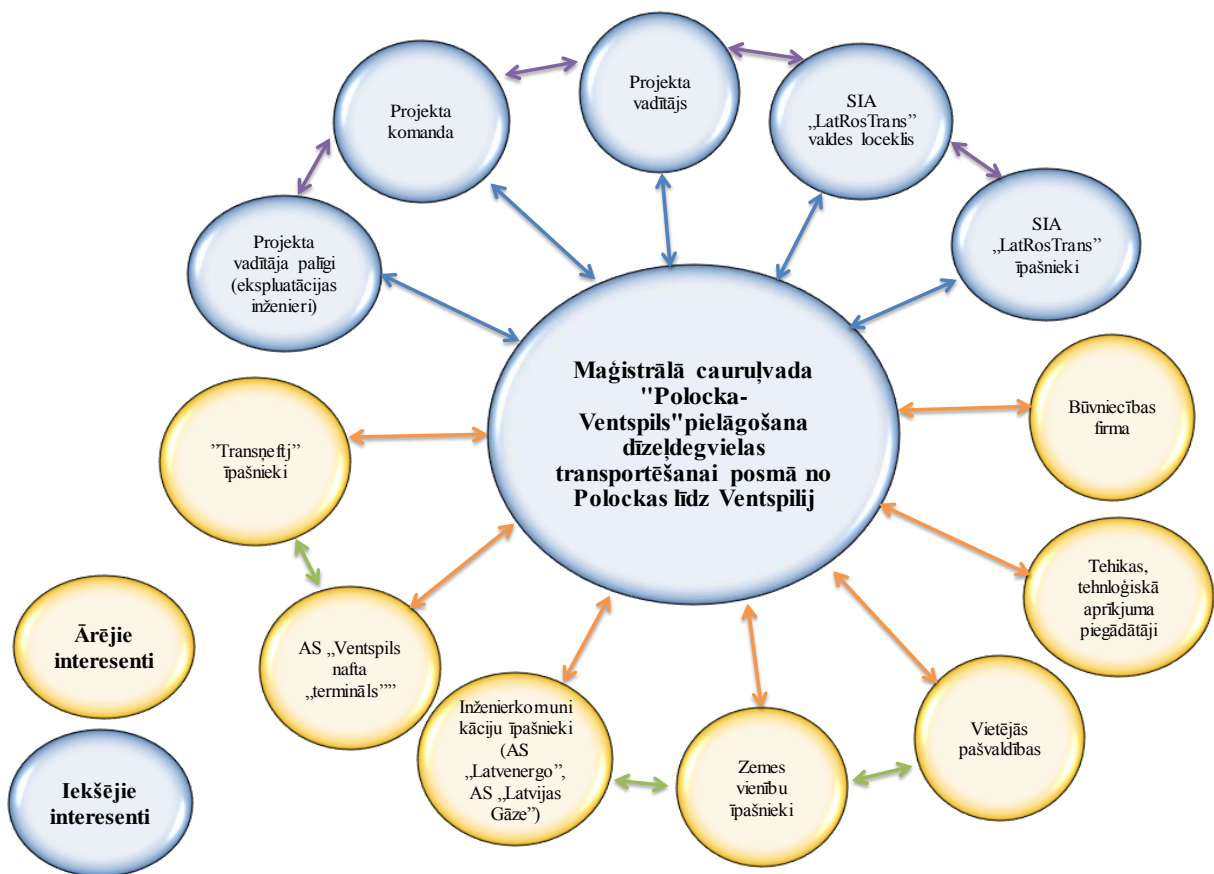 Projekta
vadītājs
Projekta
komanda
SIA
„LatRosTrans”
valdes loceklis
Projekta
vadītāja palīgi
(ekspluatācijas
inženieri)
SIA
„LatRosTrans”
īpašnieki
Maģistrālā cauruļvada
"Polocka-
Ventspils"pielāgošana
dīzeļdegvielas
transportēšanai posmā no
Polockas līdz Ventspilij
Būvniecības
firma
”Transņeftj”
īpašnieki
Tehikas,
tehnloģiskā
aprīkjuma
piegādātāji
Ārējie
interesenti
AS „Ventspils
nafta
„termināls””
Inženierkomuni
kāciju īpašnieki
(AS
„Latvenergo”,
AS „Latvijas
Gāze”)
Zemes
vienību
īpašnieki
Vietējās
pašvaldības
Iekšējie
interesenti